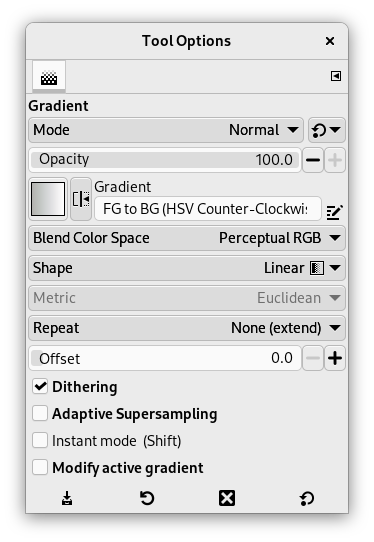 Tool Options
Gradient
Mode Normal
Opacity 100.0
Gradient
FG to BG (HSV Counter-Clockwis
Blend Color Space Perceptual RGB
Shape Linear
Metric Euclidean
Repeat None (extend)
Offset 0.0
Dithering
Adaptive Supersampling
Instant mode (Shift)
Modify active gradient